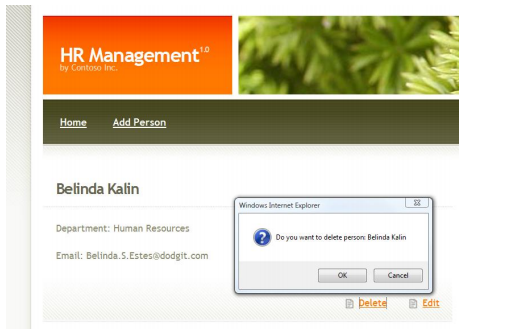 HR Management1.0
by Contoso Inc.
Home Add Person
Belinda Kalin
Windows Internet Explorer
Department: Human Resources
Do you want to delete person: Belinda Kalin
Email: Belinda.S.Estes@dodgit.com
OK Cancel
Delete Edit